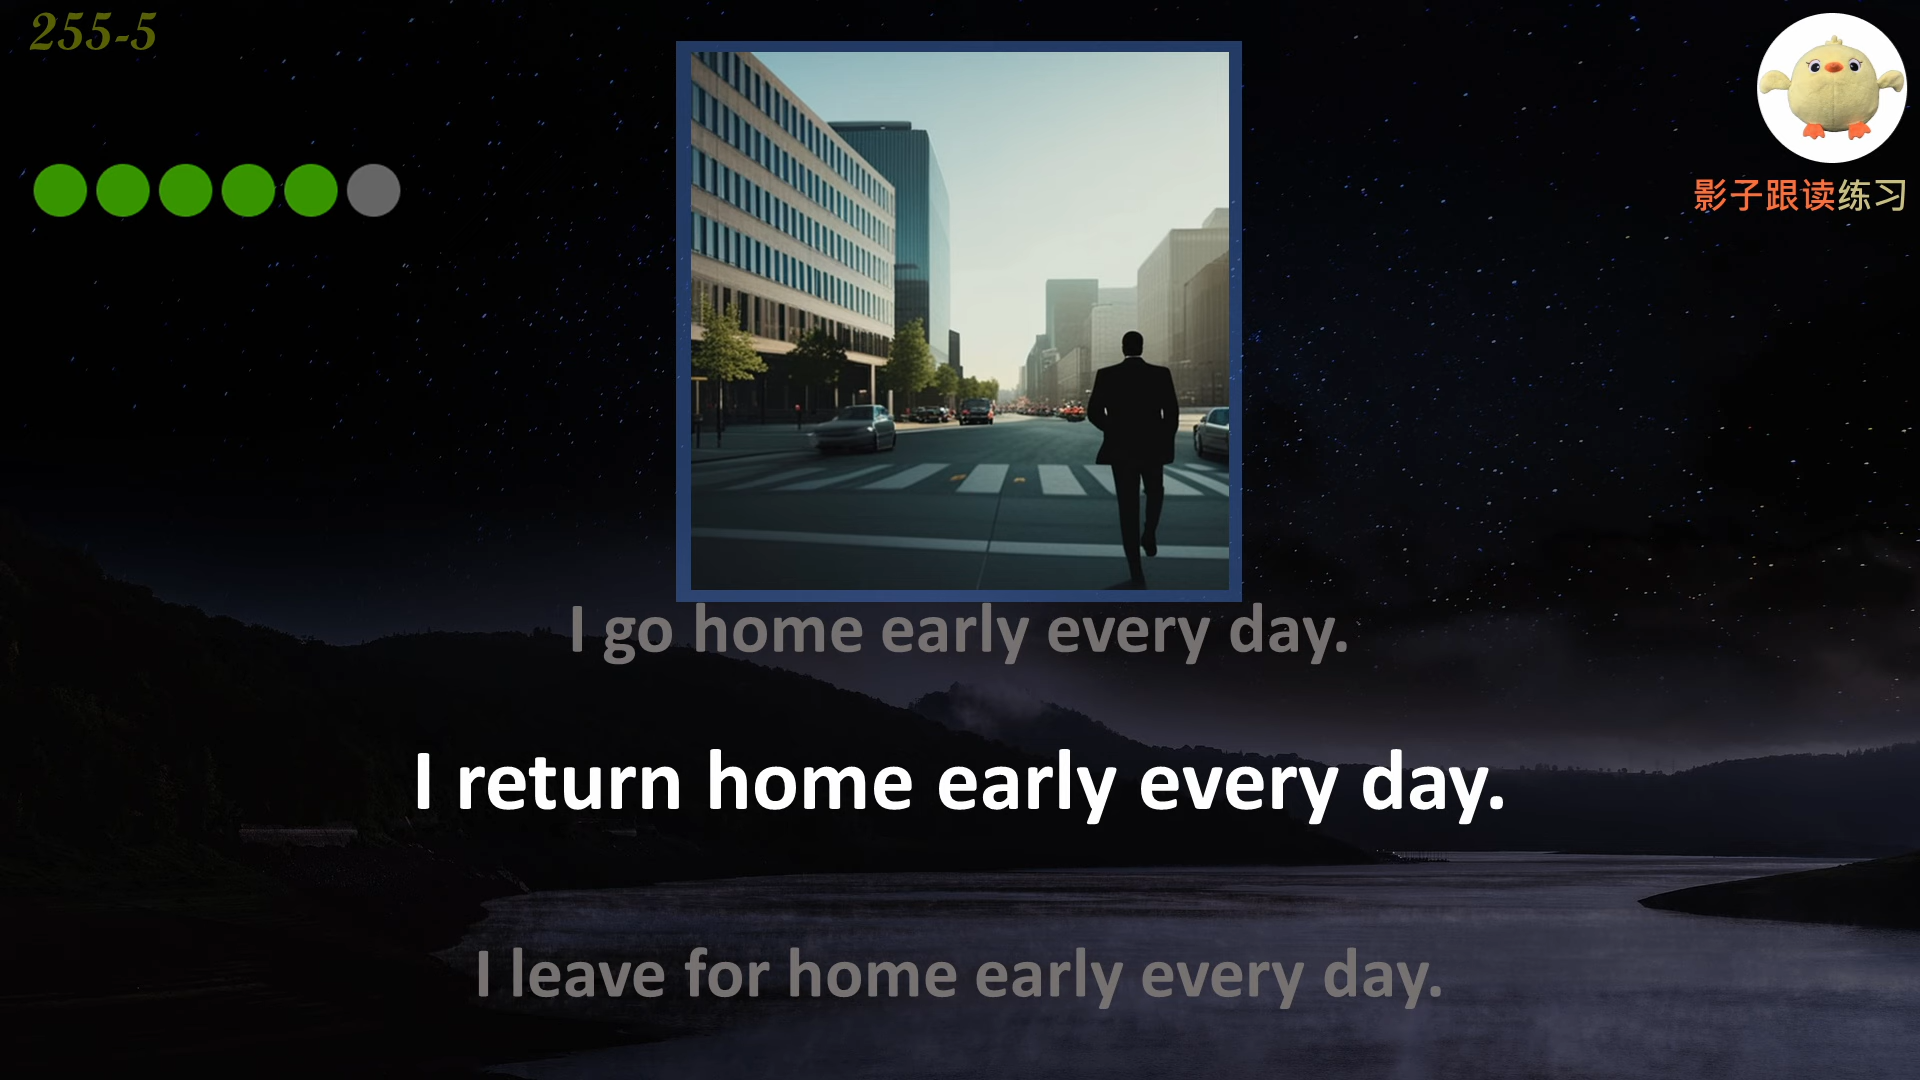 255-5
影子跟读练习
I go home early every day.
I return home early every day.
I leave for home early every day.